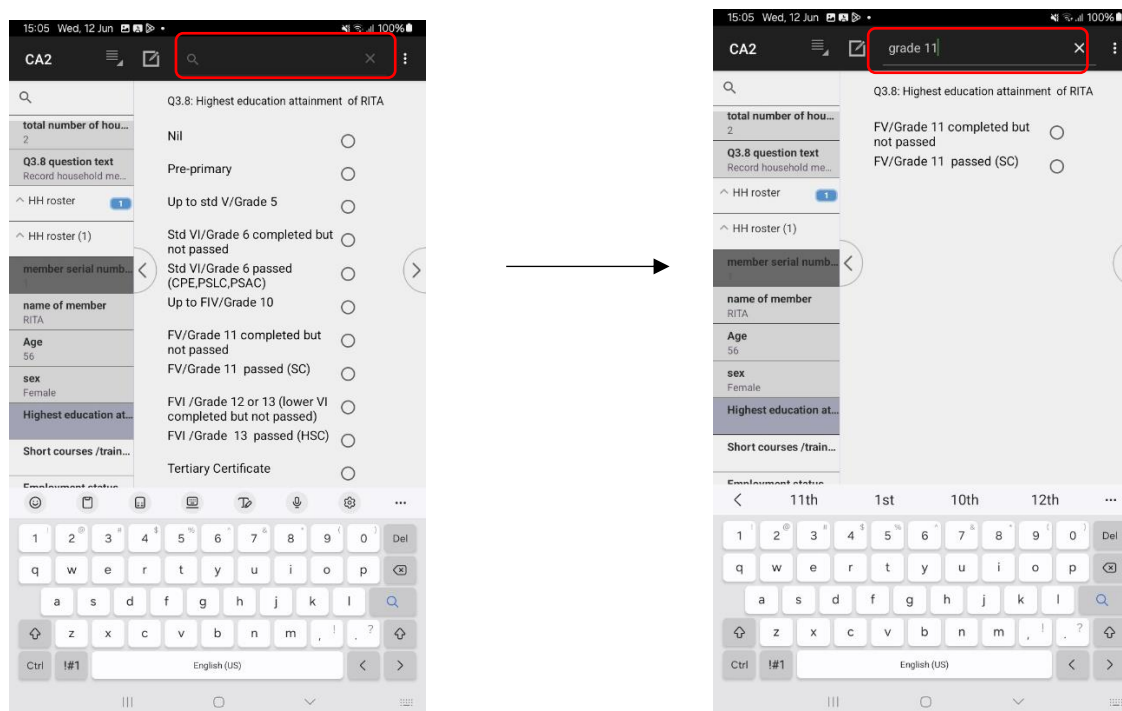 15:05 Wed, 12 Jun
100%
CA2
total number of hou...
2
Q3.8 question text
Record household me...
HH roster
1
HH roster (1)
member serial numb...
1
name of member
RITA
Age
56
sex
Female
Highest education at...
Short courses /train...
Employment status
Q3.8: Highest education attainment of RITA
Nil
Pre-primary
Up to std V/Grade 5
Std VI/Grade 6 completed but
not passed
Std VI/Grade 6 passed
(CPE,PSLC,PSAC)
Up to FIV/Grade 10
FV/Grade 11 completed but
not passed
FV/Grade 11 passed (SC)
FVI /Grade 12 or 13 (lower VI
completed but not passed)
FVI /Grade 13 passed (HSC)
Tertiary Certificate
1 ! 2 @ 3 # 4 $ 5 % 6 ^ 7 & 8 * 9 ( 0 ) Del
q w e r t y u i o p
a s d f g h j k l
z x c v b n m , ! . ?
Ctrl !#1 English (US) < >
15:05 Wed, 12 Jun
100%
CA2
grade 11
total number of hou...
2
Q3.8 question text
Record household me...
HH roster
1
HH roster (1)
member serial numb...
1
name of member
RITA
Age
56
sex
Female
Highest education at...
Short courses /train...
Employment status
Q3.8: Highest education attainment of RITA
FV/Grade 11 completed but
not passed
FV/Grade 11 passed (SC)
11th 1st 10th 12th
1 ! 2 @ 3 # 4 $ 5 % 6 ^ 7 & 8 * 9 ( 0 ) Del
q w e r t y u i o p
a s d f g h j k l
z x c v b n m , ! . ?
Ctrl !#1 English (US) < >